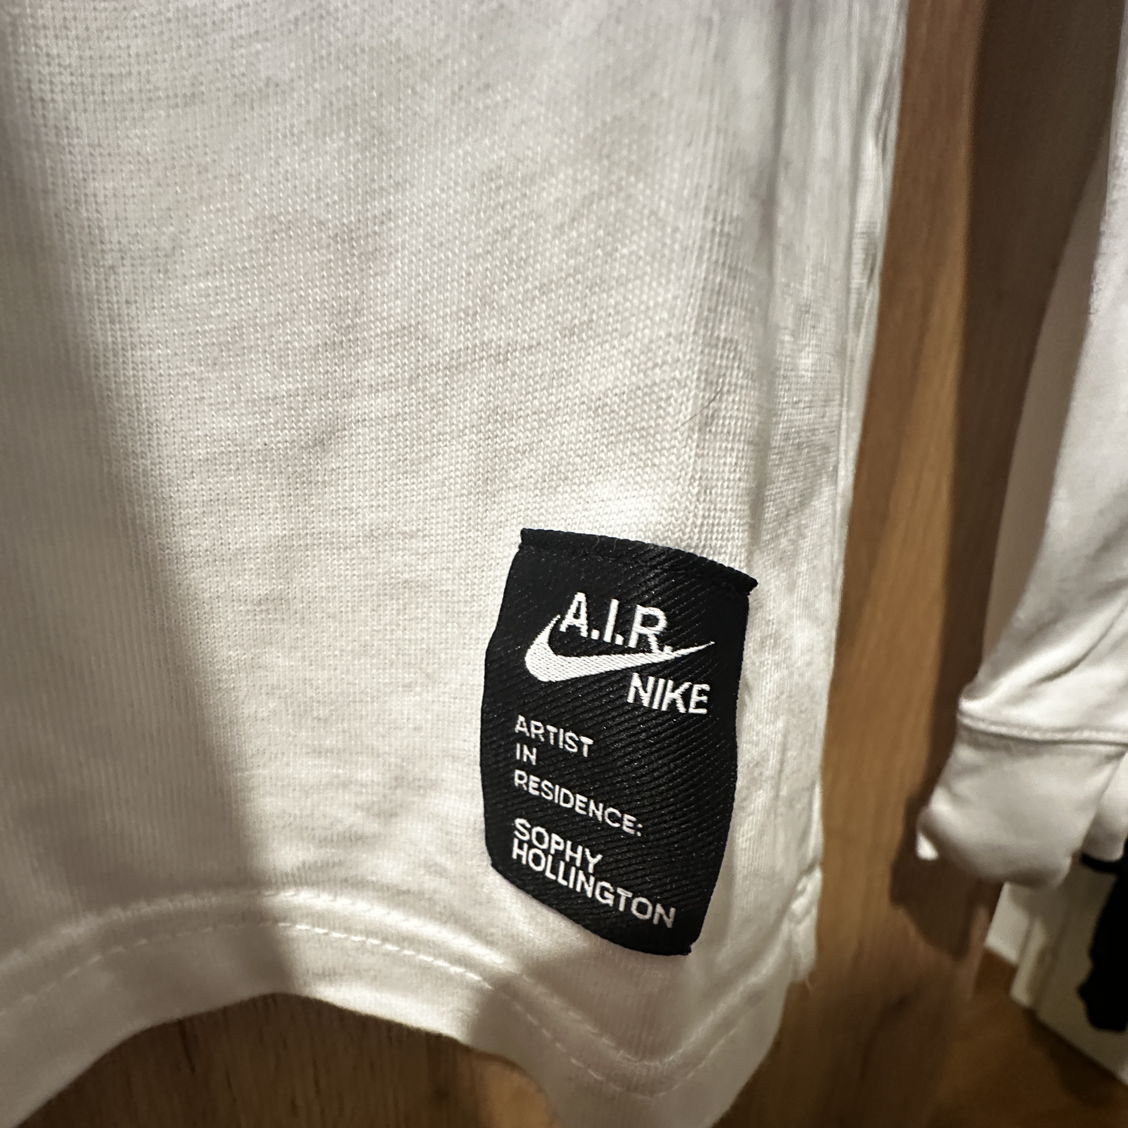 A.I.R.
NIKE
ARTIST
IN
RESIDENCE:
SOPHY
HOLLINGTON